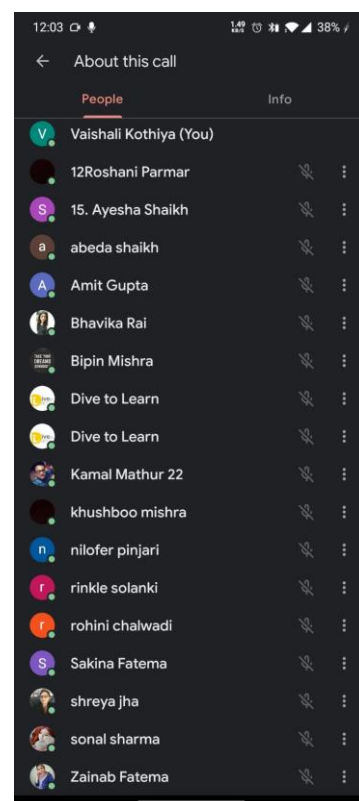 12:03 1.49 KB/S 38%
About this call
People Info
V Vaishali Kothiya (You)
12Roshani Parmar
S 15. Ayesha Shaikh
a abeda shaikh
A Amit Gupta
Bhavika Rai
Bipin Mishra
Dive to Learn
Dive to Learn
Kamal Mathur 22
khushboo mishra
n nilofer pinjari
r rinkle solanki
r rohini chalwadi
S Sakina Fatema
shreya jha
sonal sharma
Zainab Fatema